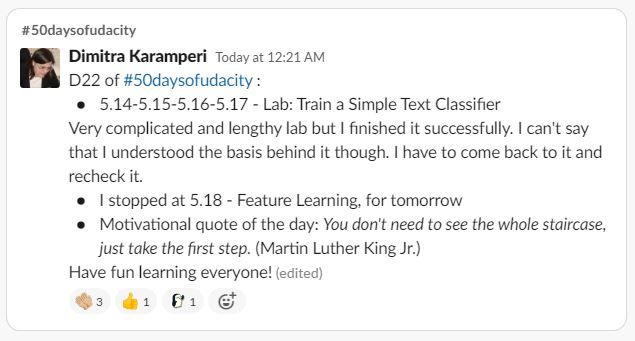 #50daysofudacity
Dimitra Karamperi Today at 12:21 AM
D22 of #50daysofudacity :
• 5.14-5.15-5.16-5.17 - Lab: Train a Simple Text Classifier
Very complicated and lengthy lab but I finished it successfully. I can't say
that I understood the basis behind it though. I have to come back to it and
recheck it.
• I stopped at 5.18 - Feature Learning, for tomorrow
• Motivational quote of the day: You don't need to see the whole staircase,
just take the first step. (Martin Luther King Jr.)
Have fun learning everyone! (edited)
3 1 1